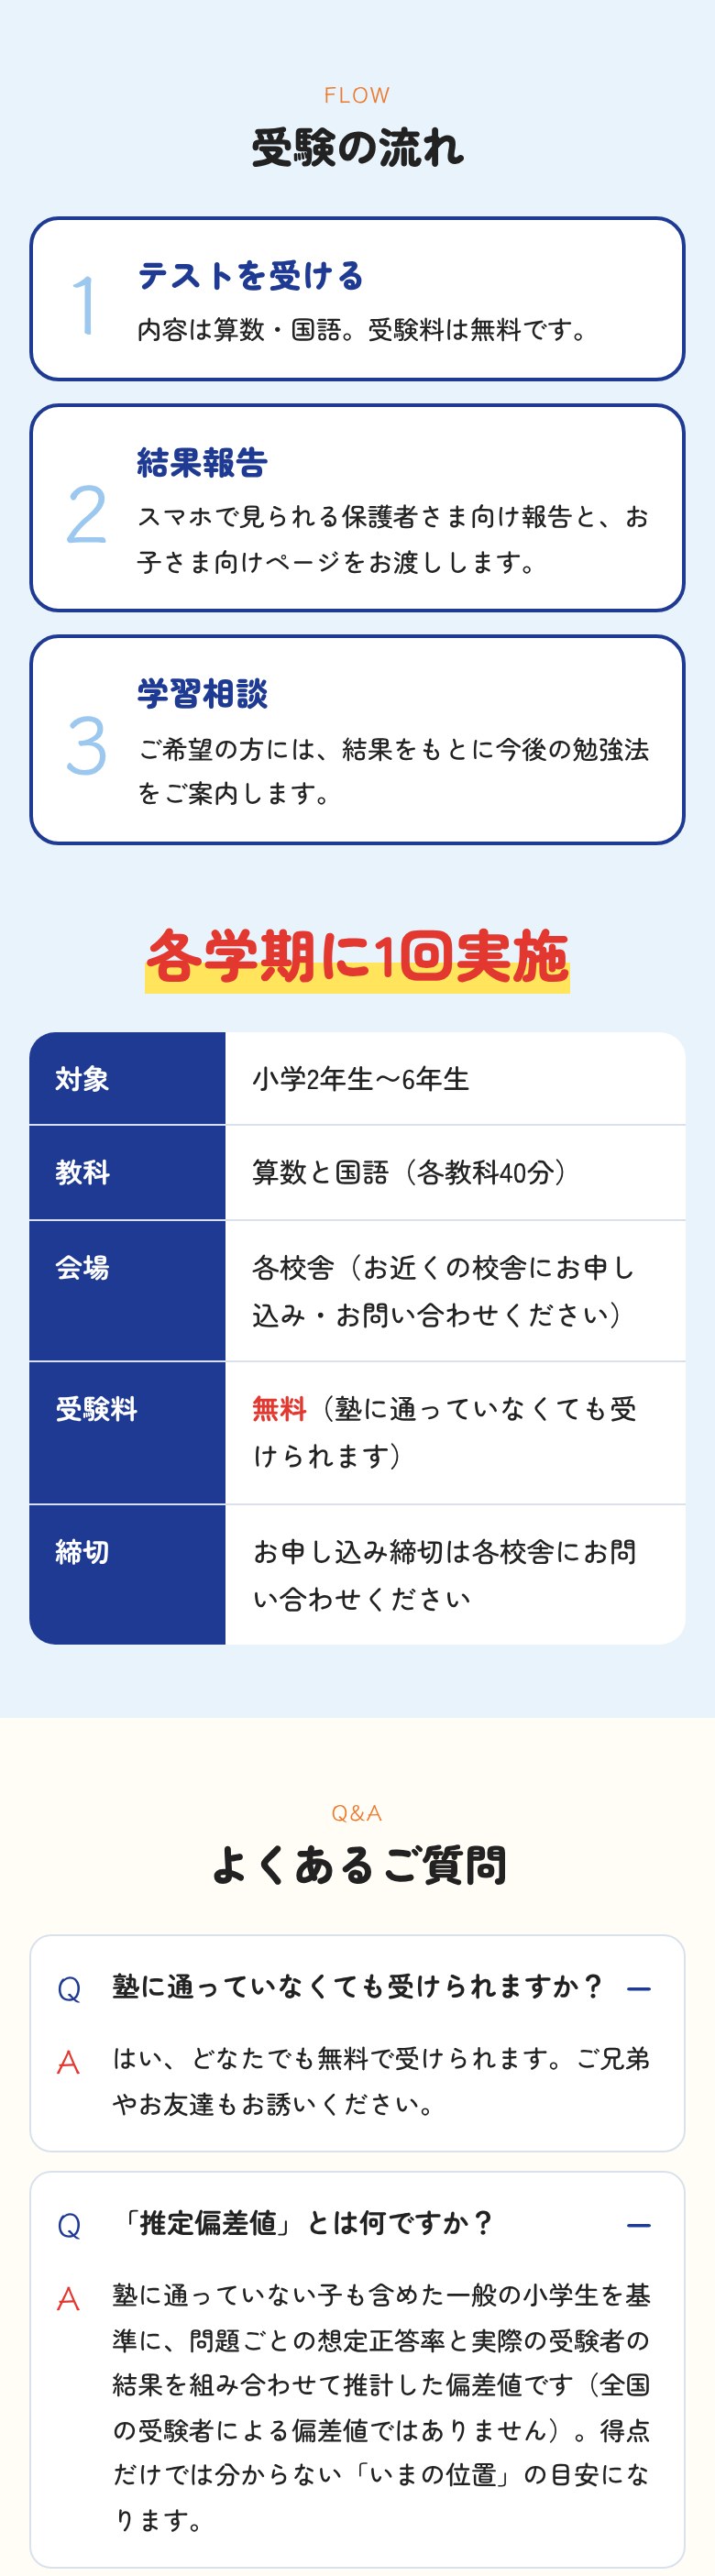 FLOW
受験の流れ
1
テストを受ける
内容は算数・国語。受験料は無料です。
2
結果報告
スマホで見られる保護者さま向け報告と、お
子さま向けページをお渡しします。
3
学習相談
ご希望の方には、結果をもとに今後の勉強法
をご案内します。
各学期に1回実施
対象
小学2年生〜6年生
教科
算数と国語（各教科40分）
会場
各校舎（お近くの校舎にお申し
込み・お問い合わせください）
受験料
無料（塾に通っていなくても受
けられます）
締切
お申し込み締切は各校舎にお問
い合わせください
Q&A
よくあるご質問
Q 塾に通っていなくても受けられますか？ −
A はい、どなたでも無料で受けられます。ご兄弟
やお友達もお誘いください。
Q 「推定偏差値」とは何ですか？ −
A 塾に通っていない子も含めた一般の小学生を基
準に、問題ごとの想定正答率と実際の受験者の
結果を組み合わせて推計した偏差値です（全国
の受験者による偏差値ではありません）。得点
だけでは分からない「いまの位置」の目安にな
ります。